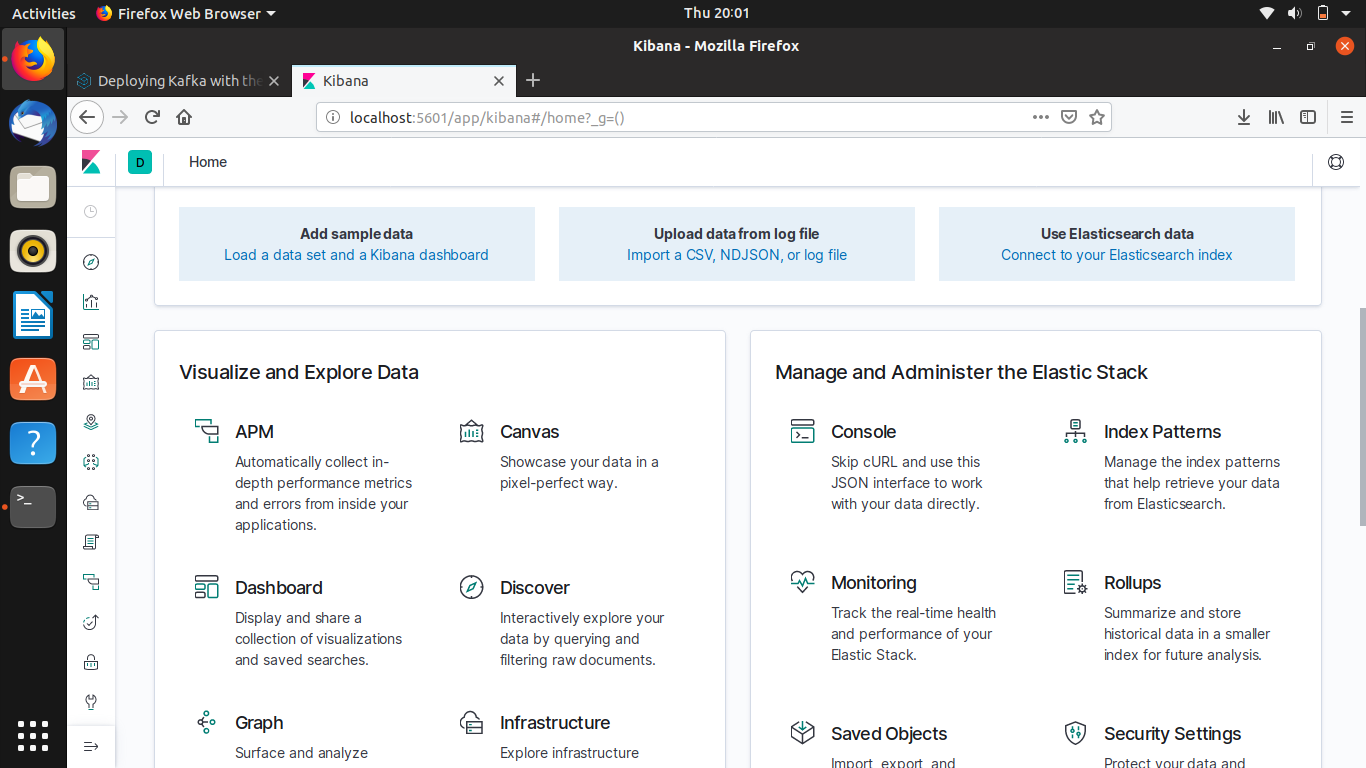 Activities
Firefox Web Browser
Thu 20:01
Kibana - Mozilla Firefox
Deploying Kafka with the
Kibana
localhost:5601/app/kibana#/home?_g=()
D
Home
Add sample data
Load a data set and a Kibana dashboard
Upload data from log file
Import a CSV, NDJSON, or log file
Use Elasticsearch data
Connect to your Elasticsearch index
Visualize and Explore Data
APM
Automatically collect in-
depth performance metrics
and errors from inside your
applications.
Canvas
Showcase your data in a
pixel-perfect way.
Dashboard
Display and share a
collection of visualizations
and saved searches.
Discover
Interactively explore your
data by querying and
filtering raw documents.
Graph
Surface and analyze
Infrastructure
Explore infrastructure
Manage and Administer the Elastic Stack
Console
Skip cURL and use this
JSON interface to work
with your data directly.
Index Patterns
Manage the index patterns
that help retrieve your data
from Elasticsearch.
Monitoring
Track the real-time health
and performance of your
Elastic Stack.
Rollups
Summarize and store
historical data in a smaller
index for future analysis.
Saved Objects
Import, export, and
Security Settings
Protect your data and